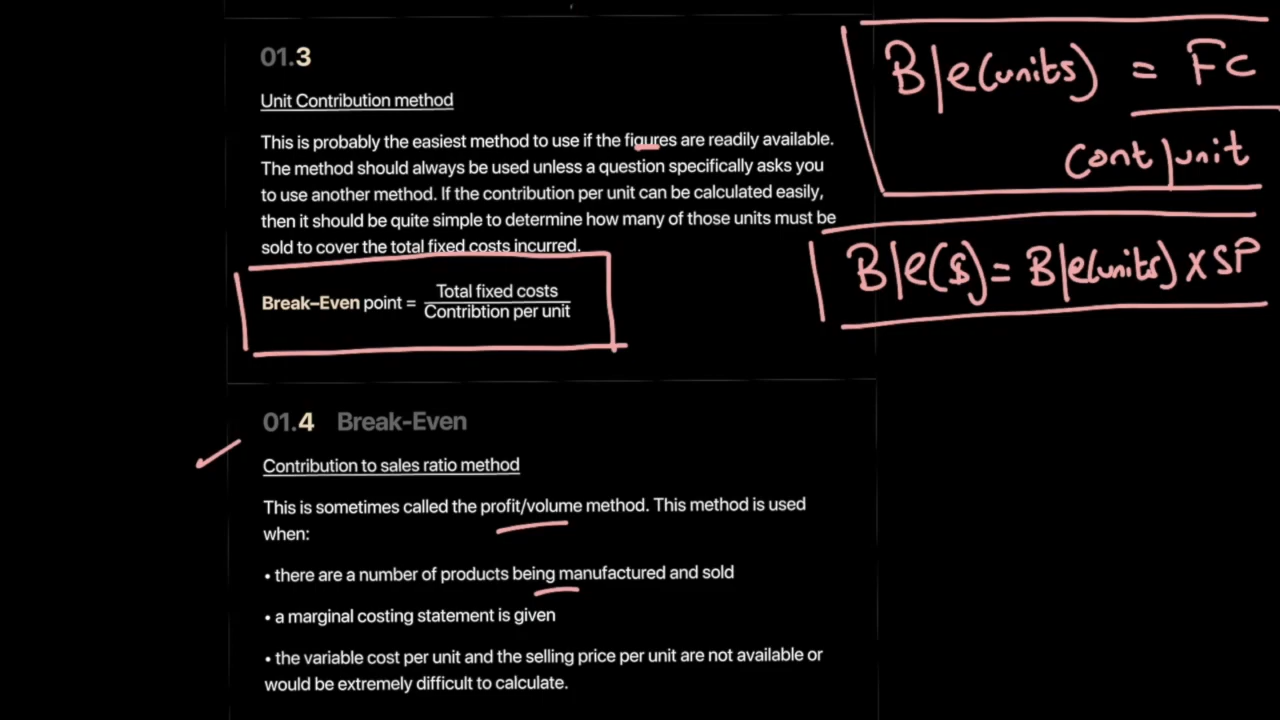 01.3
Unit Contribution method
This is probably the easiest method to use if the figures are readily available.
The method should always be used unless a question specifically asks you
to use another method. If the contribution per unit can be calculated easily,
then it should be quite simple to determine how many of those units must be
sold to cover the total fixed costs incurred.
Break-Even point = Total fixed costs
Contribtion per unit
01.4 Break-Even
Contribution to sales ratio method
This is sometimes called the profit/volume method. This method is used
when:
• there are a number of products being manufactured and sold
• a marginal costing statement is given
• the variable cost per unit and the selling price per unit are not available or
would be extremely difficult to calculate.
B/e(units) = Fc
Cont/unit
B/e($) = B/e(units) x SP